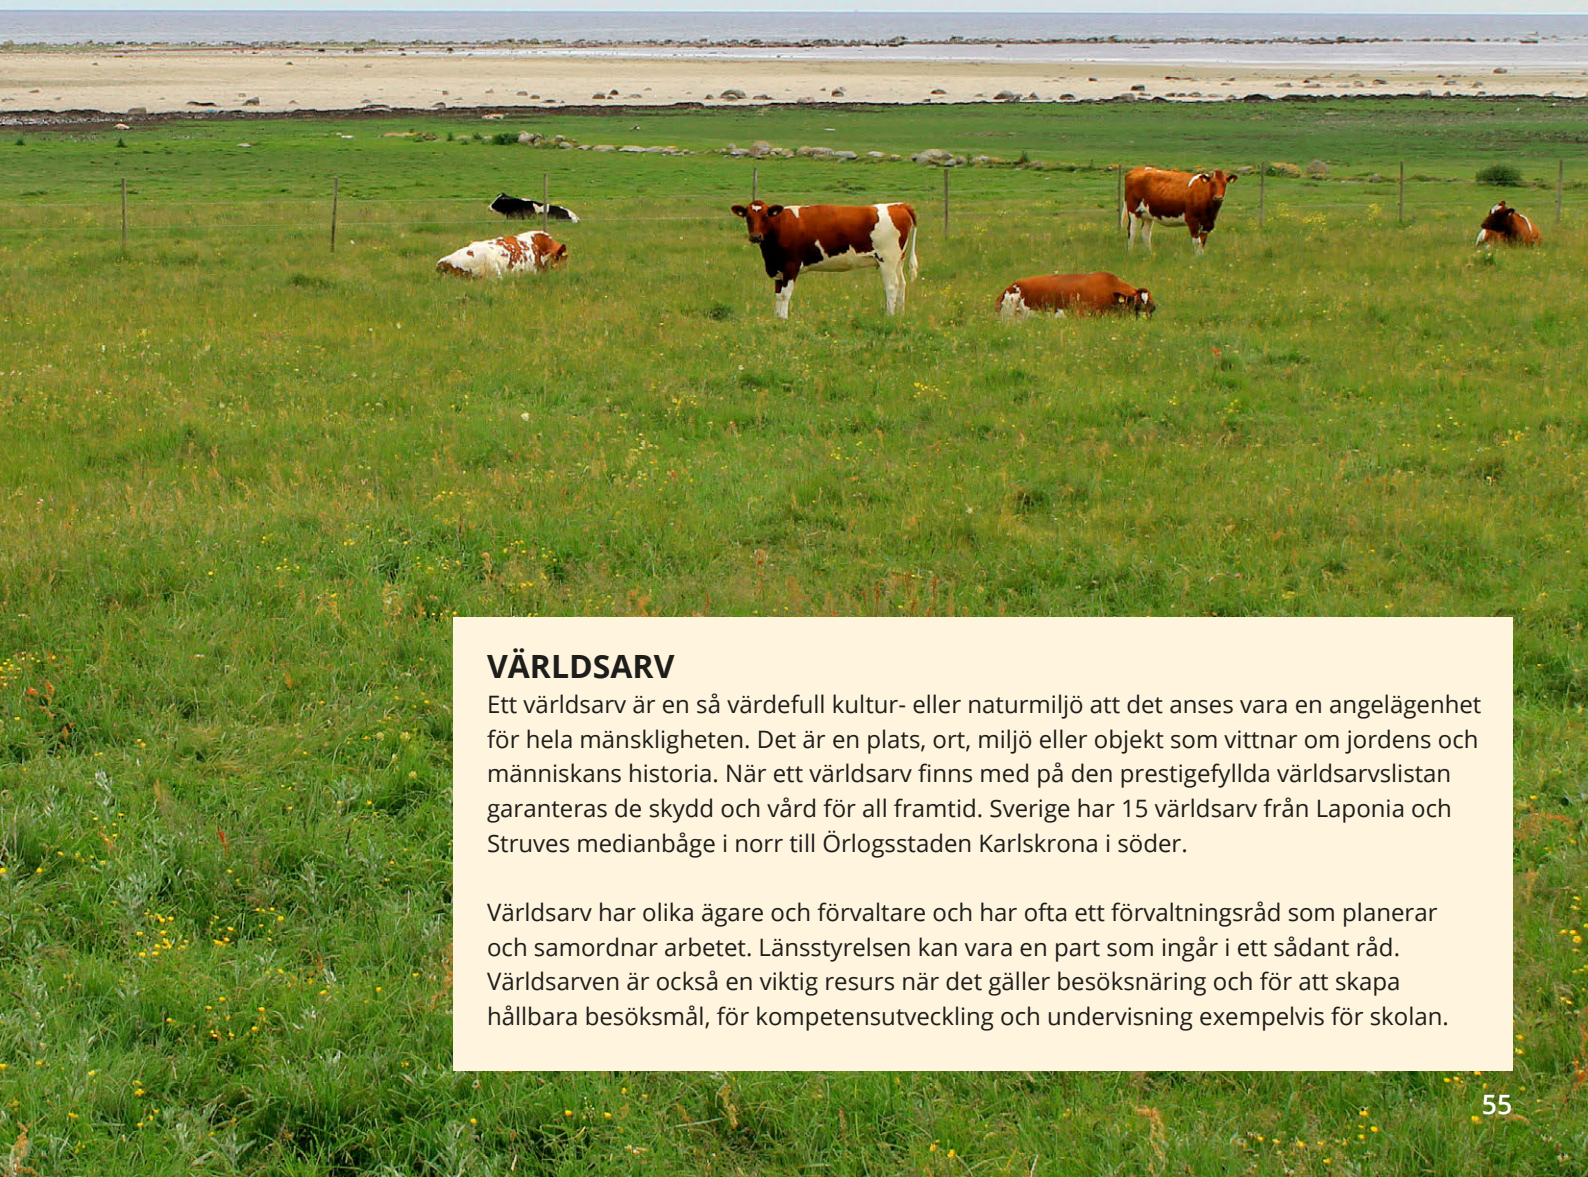 VÄRLDSARV
Ett världsarv är en så värdefull kultur- eller naturmiljö att det anses vara en angelägenhet
för hela mänskligheten. Det är en plats, ort, miljö eller objekt som vittnar om jordens och
människans historia. När ett världsarv finns med på den prestigefyllda världsarvslistan
garanteras de skydd och vård för all framtid. Sverige har 15 världsarv från Laponia och
Struves medianbåge i norr till Örlogsstaden Karlskrona i söder.
Världsarv har olika ägare och förvaltare och har ofta ett förvaltningsråd som planerar
och samordnar arbetet. Länsstyrelsen kan vara en part som ingår i ett sådant råd.
Världsarven är också en viktig resurs när det gäller besöksnäring och för att skapa
hållbara besöksmål, för kompetensutveckling och undervisning exempelvis för skolan.
55